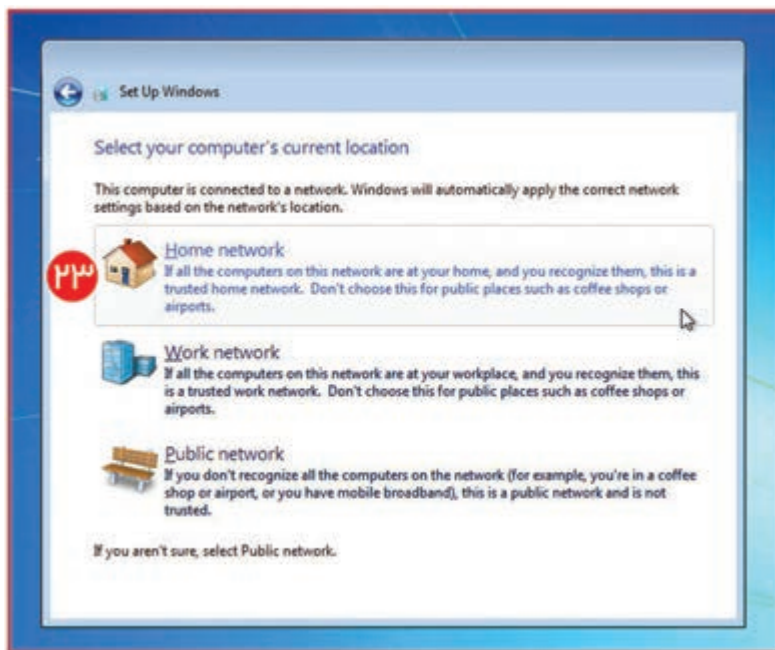 Set Up Windows
Select your computer's current location
This computer is connected to a network. Windows will automatically apply the correct network
settings based on the network's location.
۲۳
Home network
If all the computers on this network are at your home, and you recognize them, this is a
trusted home network. Don't choose this for public places such as coffee shops or
airports.
Work network
If all the computers on this network are at your workplace, and you recognize them, this
is a trusted work network. Don't choose this for public places such as coffee shops or
airports.
Public network
If you don't recognize all the computers on the network (for example, you're in a coffee
shop or airport, or you have mobile broadband), this is a public network and is not
trusted.
If you aren't sure, select Public network.